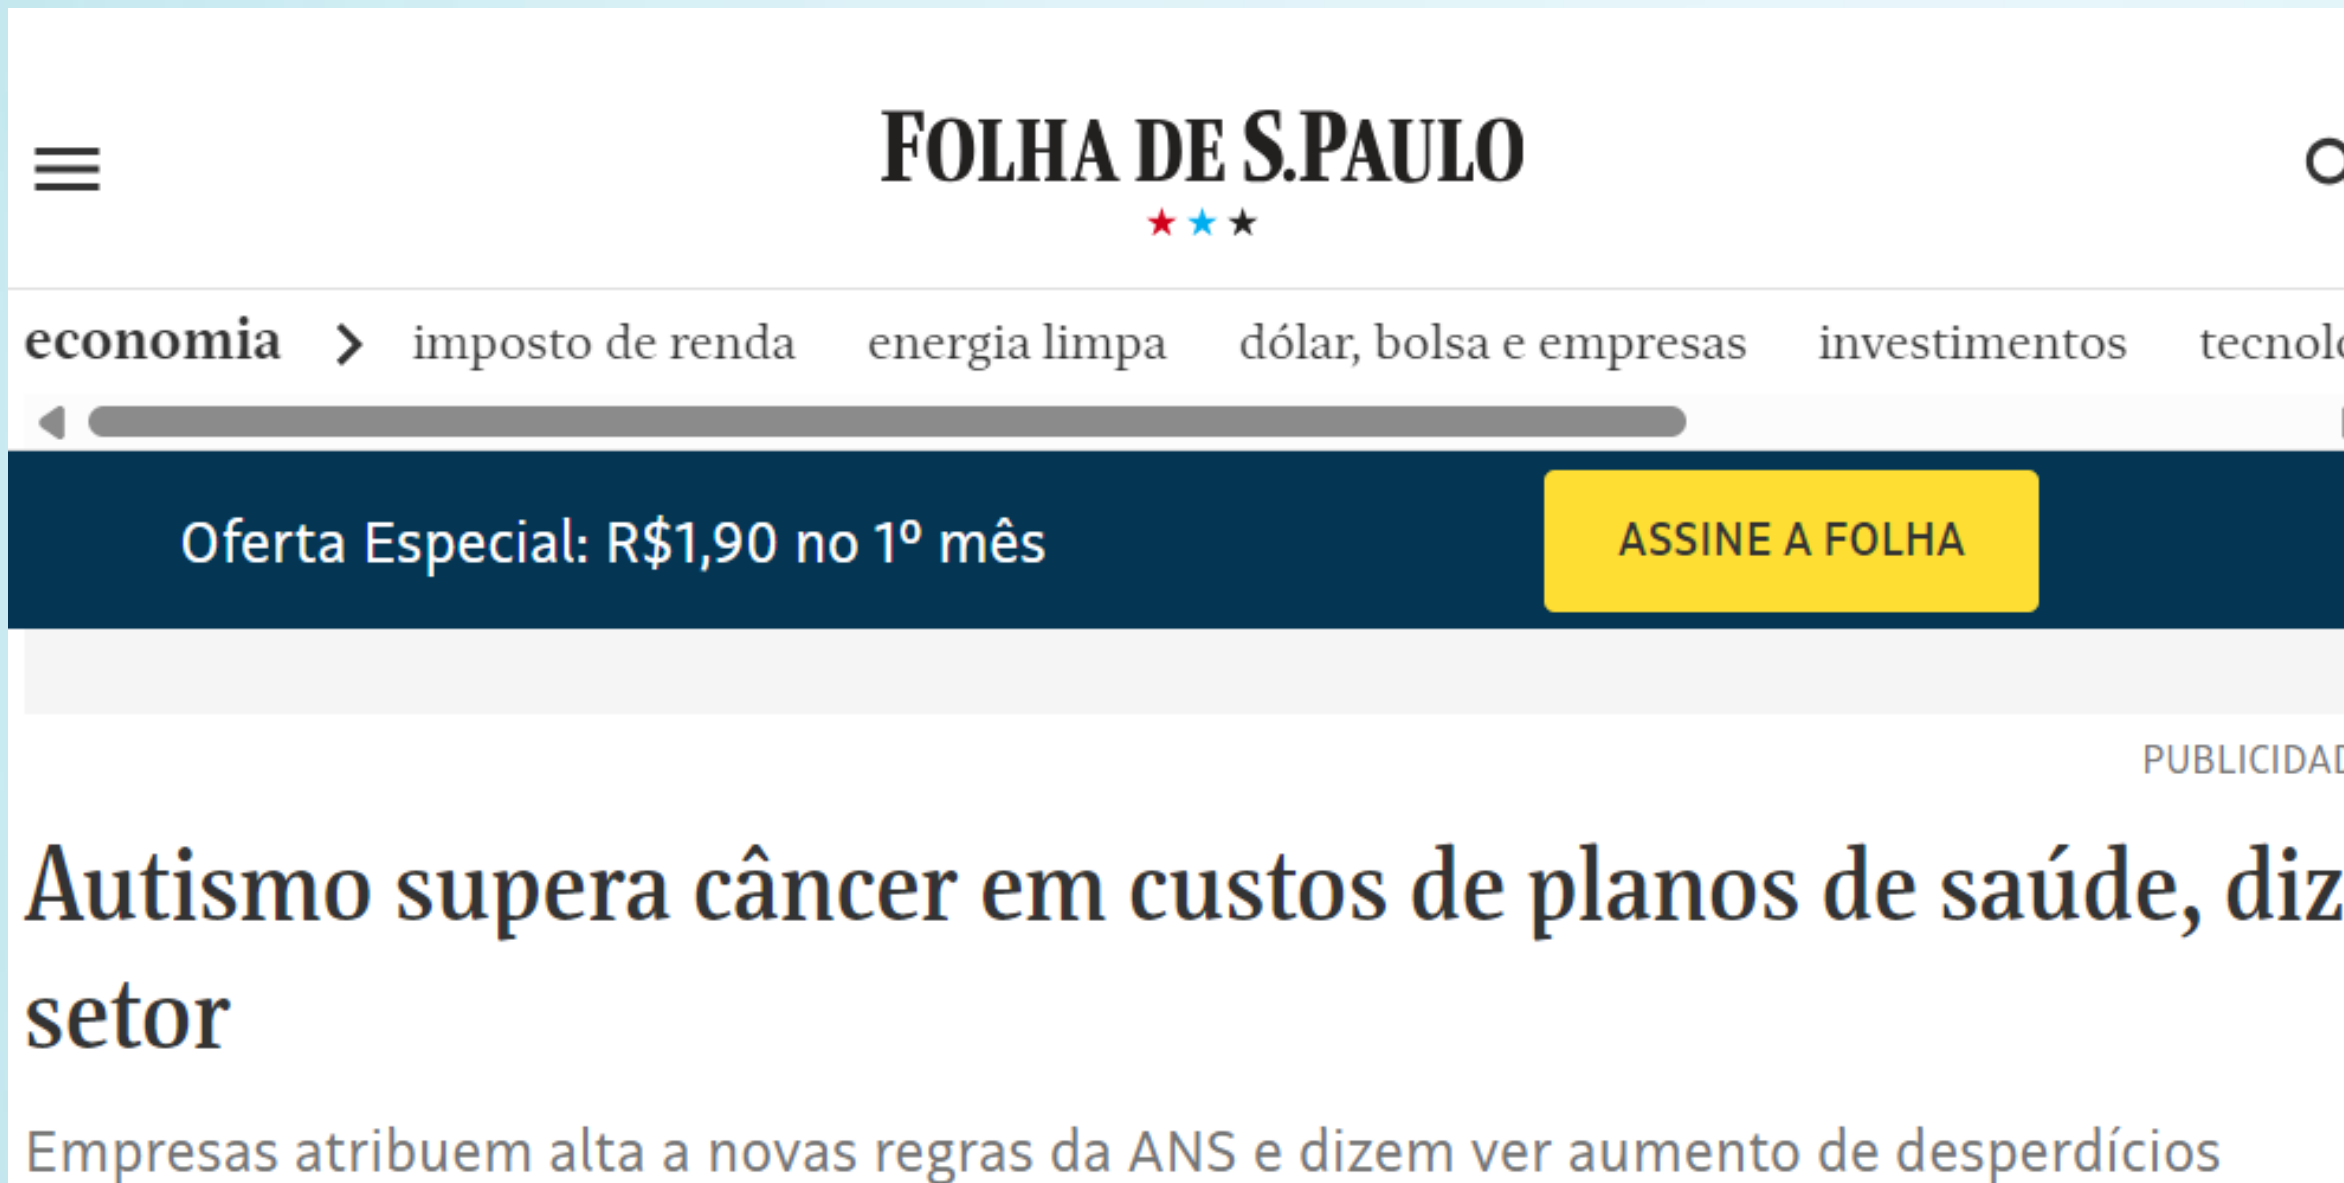 FOLHA DE S.PAULO
economia imposto de renda energia limpa dólar, bolsa e empresas investimentos
Oferta Especial: R$1,90 no 1º mês ASSINE A FOLHA
Autismo supera câncer em custos de planos de saúde, diz
setor
Empresas atribuem alta a novas regras da ANS e dizem ver aumento de desperdícios